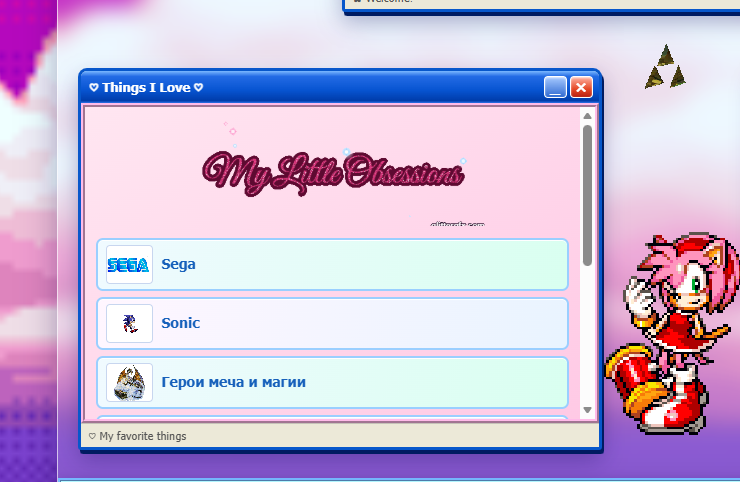 Welcome!
♡ Things I Love ♡
My Little Obsessions
SEGA
Sega
Sonic
Герои меча и магии
♡ My favorite things